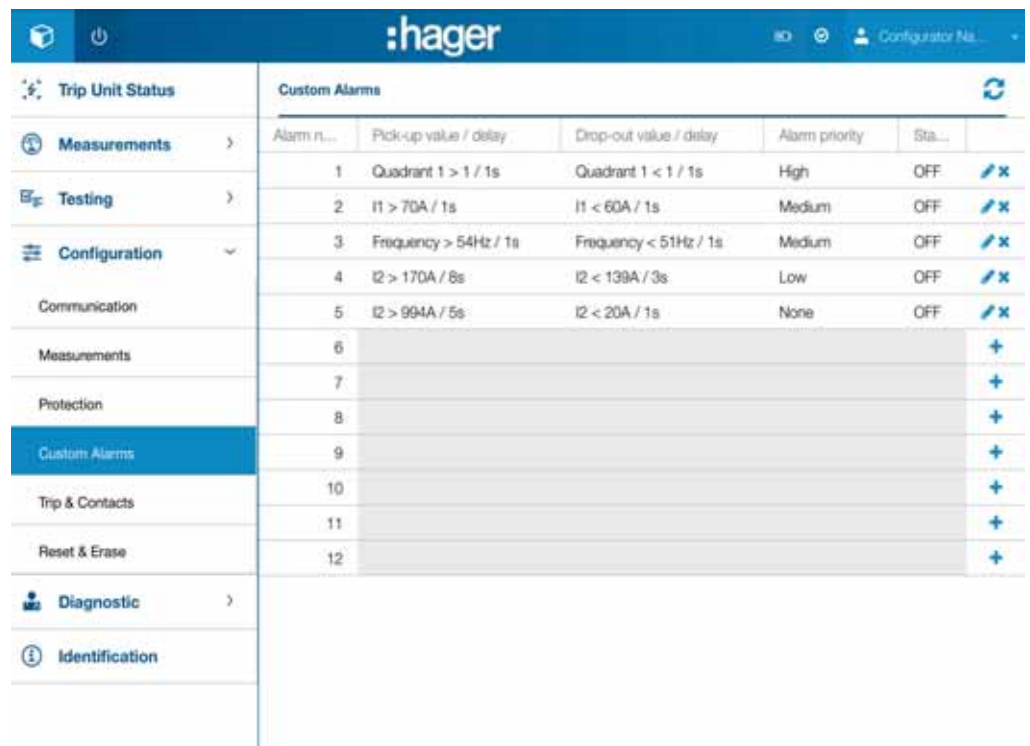 :hager
Configurator Na...
Trip Unit Status
Measurements
Testing
Configuration
Communication
Measurements
Protection
Custom Alarms
Trip & Contacts
Reset & Erase
Diagnostic
Identification
Custom Alarms
Alarm n... Pick-up value / delay Drop-out value / delay Alarm priority Sta...
1 Quadrant 1 > 1 / 1s Quadrant 1 < 1 / 1s High OFF
2 I1 > 70A / 1s I1 < 60A / 1s Medium OFF
3 Frequency > 54Hz / 1s Frequency < 51Hz / 1s Medium OFF
4 I2 > 170A / 8s I2 < 139A / 3s Low OFF
5 I2 > 994A / 5s I2 < 20A / 1s None OFF
6
7
8
9
10
11
12